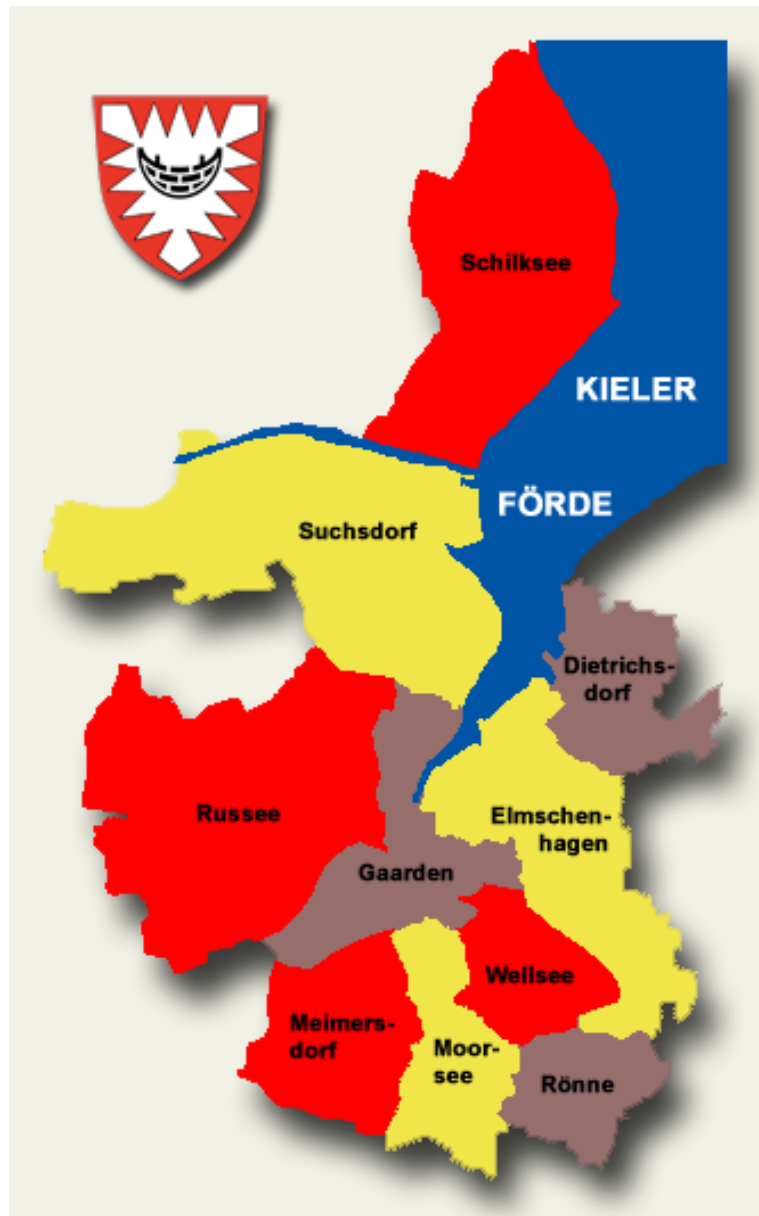 Schilksee
KIELER
FÖRDE
Suchsdorf
Dietrichs-
dorf
Russee
Elmschen-
hagen
Gaarden
Wellsee
Meimers-
dorf
Moor-
see
Rönne